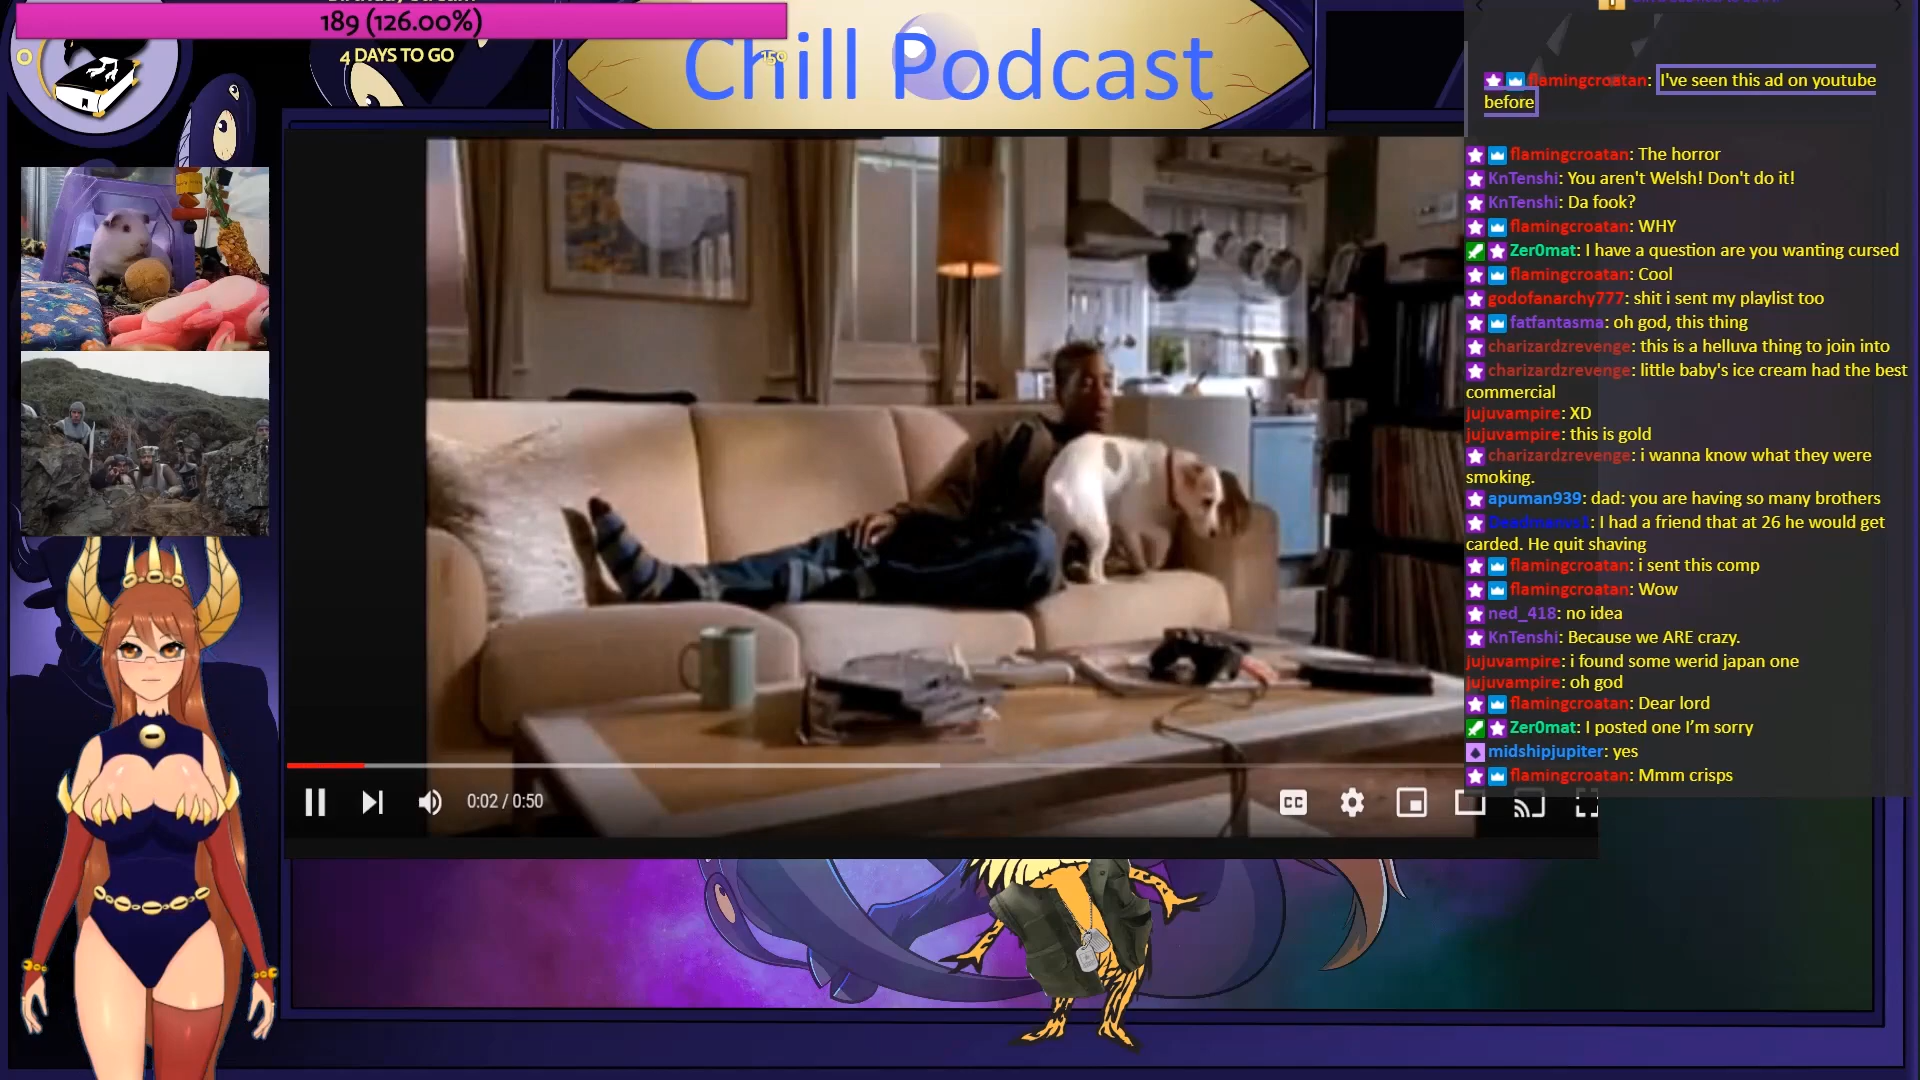 189 (126.00%)
4 DAYS TO GO
150
Chill Podcast
flamingcroatan: I've seen this ad on youtube
before
flamingcroatan: The horror
KnTenshi: You aren't Welsh! Don't do it!
KnTenshi: Da fook?
flamingcroatan: WHY
Zer0mat: I have a question are you wanting cursed
flamingcroatan: Cool
godofanarchy777: shit i sent my playlist too
fatfantasma: oh god, this thing
charizardzrevenge: this is a helluva thing to join into
charizardzrevenge: little baby's ice cream had the best
commercial
jujuvampire: XD
jujuvampire: this is gold
charizardzrevenge: i wanna know what they were
smoking.
apuman939: dad: you are having so many brothers
: I had a friend that at 26 he would get
carded. He quit shaving
flamingcroatan: i sent this comp
flamingcroatan: Wow
ned_418: no idea
KnTenshi: Because we ARE crazy.
jujuvampire: i found some werid japan one
jujuvampire: oh god
flamingcroatan: Dear lord
Zer0mat: I posted one I'm sorry
midshipjupiter: yes
flamingcroatan: Mmm crisps
0:02 / 0:50
CC